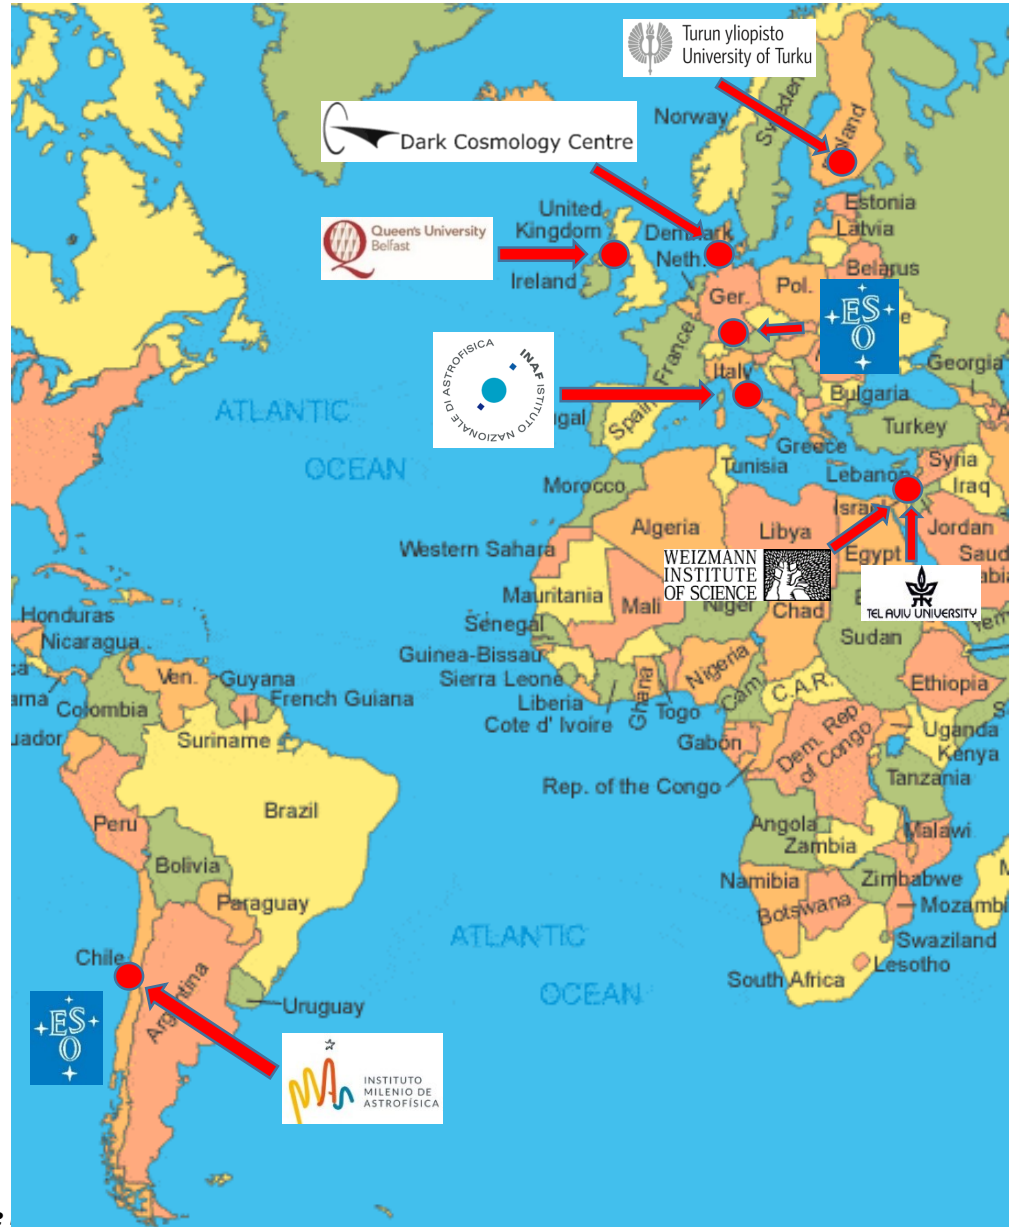 Turun yliopisto
University of Turku
Norway
Sweden
Finland
Dark Cosmology Centre
Estonia
Latvia
United
Kingdom
Denmark
Neth.
Belarus
Queen's University
Belfast
Ireland
Ger.
Pol.
ESO
France
Italy
Georgia
INAF ISTITUTO NAZIONALE DI ASTROFISICA
Spain
Bulgaria
ATLANTIC
OCEAN
Turkey
Greece
Tunisia
Lebanon
Syria
Iraq
Morocco
Israel
Algeria
Libya
Jordan
Egypt
Western Sahara
WEIZMANN
INSTITUTE
OF SCIENCE
TEL AVIV UNIVERSITY
Mauritania
Mali
Niger
Chad
Sudan
Honduras
Nicaragua
Senegal
Guinea-Bissau
Sierra Leone
Liberia
Cote d' Ivoire
Ghana
Togo
Nigeria
Cam.
C.A.R.
Ethiopia
Ven.
Guyana
French Guiana
Colombia
Suriname
Gabon
Dem. Rep
of Congo
Uganda
Kenya
Rep. of the Congo
Tanzania
Brazil
Peru
Angola
Zambia
Malawi
Bolivia
Namibia
Zimbabwe
Botswana
Paraguay
ATLANTIC
OCEAN
Swaziland
Lesotho
South Africa
Chile
Argentina
Uruguay
ESO
INSTITUTO
MILENIO DE
ASTROFÍSICA